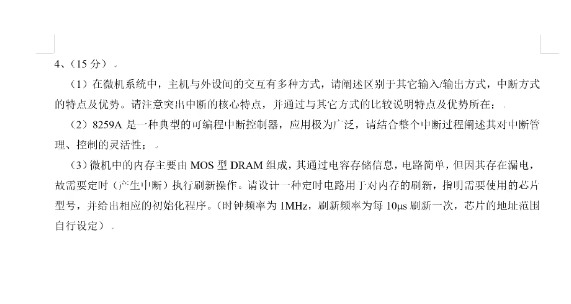 4、(15 分)
(1)在微机系统中，主机与外设间的交互有多种方式，请阐述区别于其它输入/输出方式，中断方式
的特点及优势。请注意突出中断的核心特点，并通过与其它方式的比较说明特点及优势所在；
(2)8259A 是一种典型的可编程中断控制器，应用极为广泛，请结合整个中断过程阐述其对中断管
理、控制的灵活性；
(3)微机中的内存主要由 MOS 型 DRAM 组成，其通过电容存储信息，电路简单，但因其存在漏电，
故需要定时（产生中断）执行刷新操作。请设计一种定时电路用于对内存的刷新，指明需要使用的芯片
型号，并给出相应的初始化程序。（时钟频率为 1MHz，刷新频率为每 10μs 刷新一次，芯片的地址范围
自行设定）